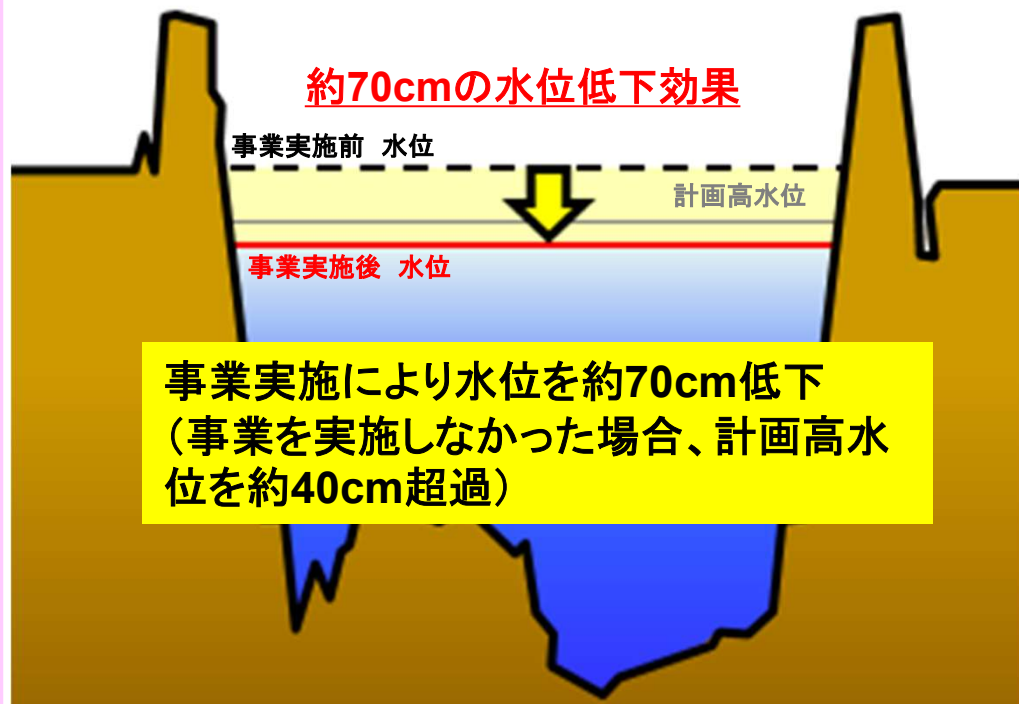 約70cmの水位低下効果
事業実施前 水位
計画高水位
事業実施後 水位
事業実施により水位を約70cm低下
（事業を実施しなかった場合、計画高水
位を約40cm超過）